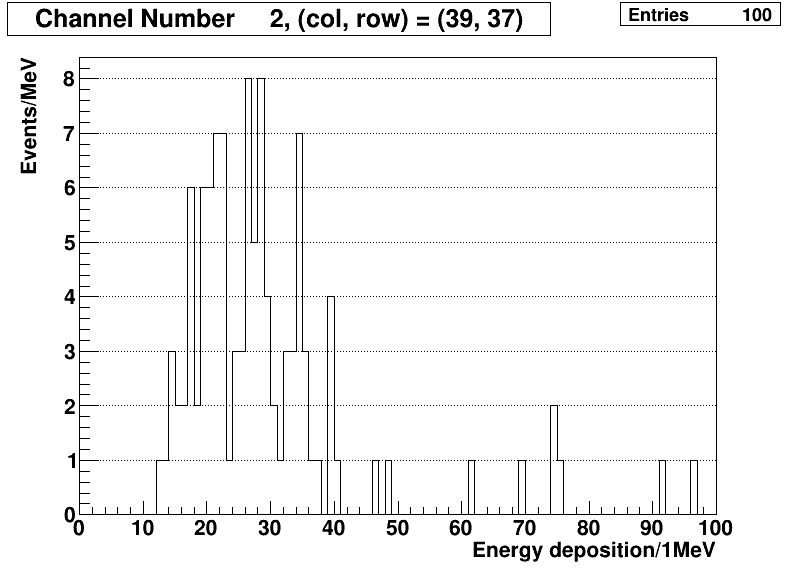 Channel Number 2, (col, row) = (39, 37)
Entries 100
Events/MeV
8
7
6
5
4
3
2
1
0
0 10 20 30 40 50 60 70 80 90 100
Energy deposition/1MeV